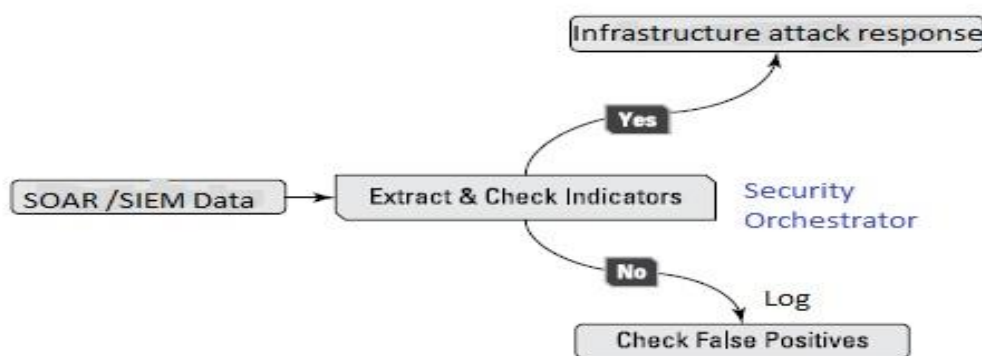 Infrastructure attack response
Yes
SOAR /SIEM Data
Extract & Check Indicators
Security
Orchestrator
No
Log
Check False Positives